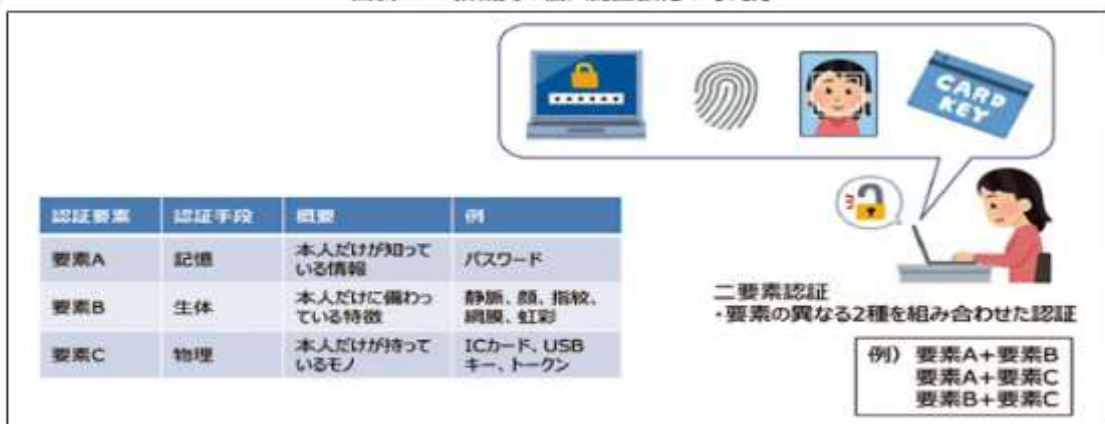 CARD
KEY
認証要素 認証手段 概要 例
要素A 記憶 本人だけが知って
いる情報 パスワード
要素B 生体 本人だけに備わっ
ている特徴 静脈、顔、指紋、
網膜、虹彩
要素C 物理 本人だけが持って
いるモノ ICカード、USB
キー、トークン
二要素認証
・要素の異なる2種を組み合わせた認証
例) 要素A+要素B
要素A+要素C
要素B+要素C